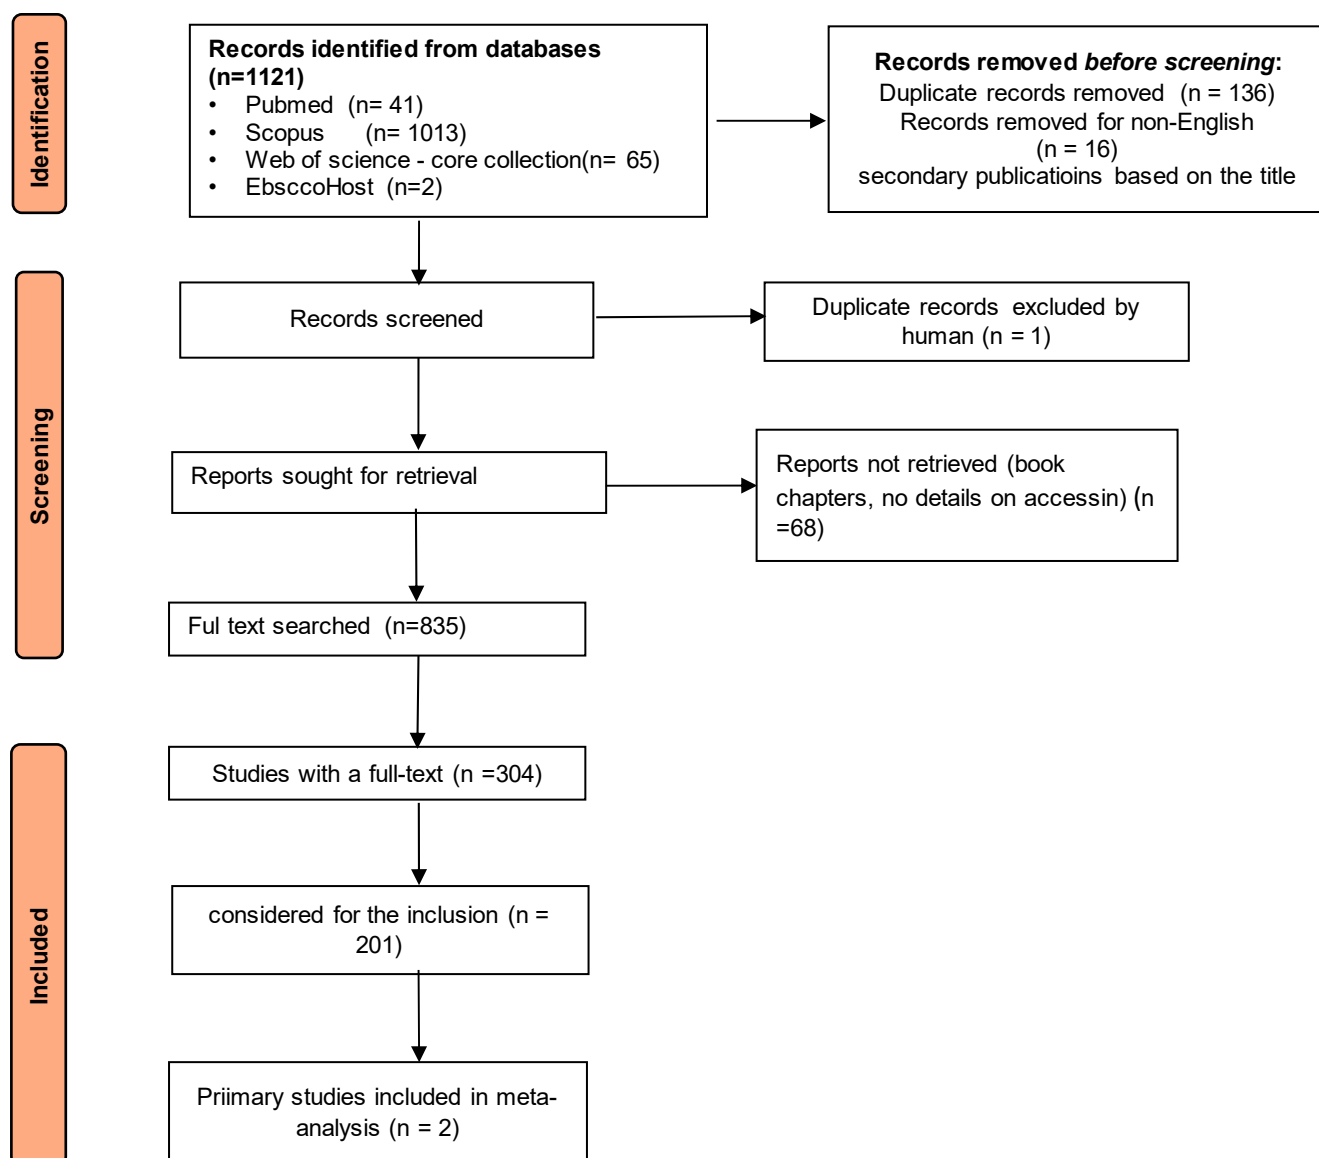 Identification
Records identified from databases
(n=1121)
• Pubmed (n= 41)
• Scopus (n= 1013)
• Web of science - core collection(n= 65)
• EbsccoHost (n=2)
Records removed before screening:
Duplicate records removed (n = 136)
Records removed for non-English
(n = 16)
secondary publicatioins based on the title
Screening
Records screened
Duplicate records excluded by
human (n = 1)
Reports sought for retrieval
Reports not retrieved (book
chapters, no details on accessin) (n
=68)
Ful text searched (n=835)
Included
Studies with a full-text (n =304)
considered for the inclusion (n =
201)
Priimary studies included in meta-
analysis (n = 2)